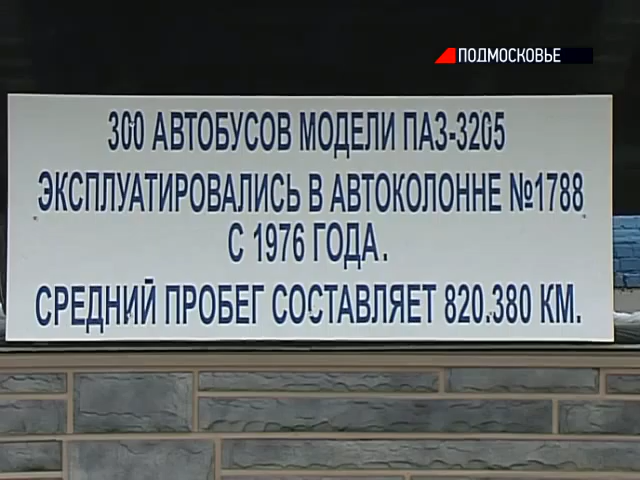 ПОДМОСКОВЬЕ
300 АВТОБУСОВ МОДЕЛИ ПАЗ-3205
ЭКСПЛУАТИРОВАЛИСЬ В АВТОКОЛОННЕ №1788
С 1976 ГОДА.
СРЕДНИЙ ПРОБЕГ СОСТАВЛЯЕТ 820.380 КМ.